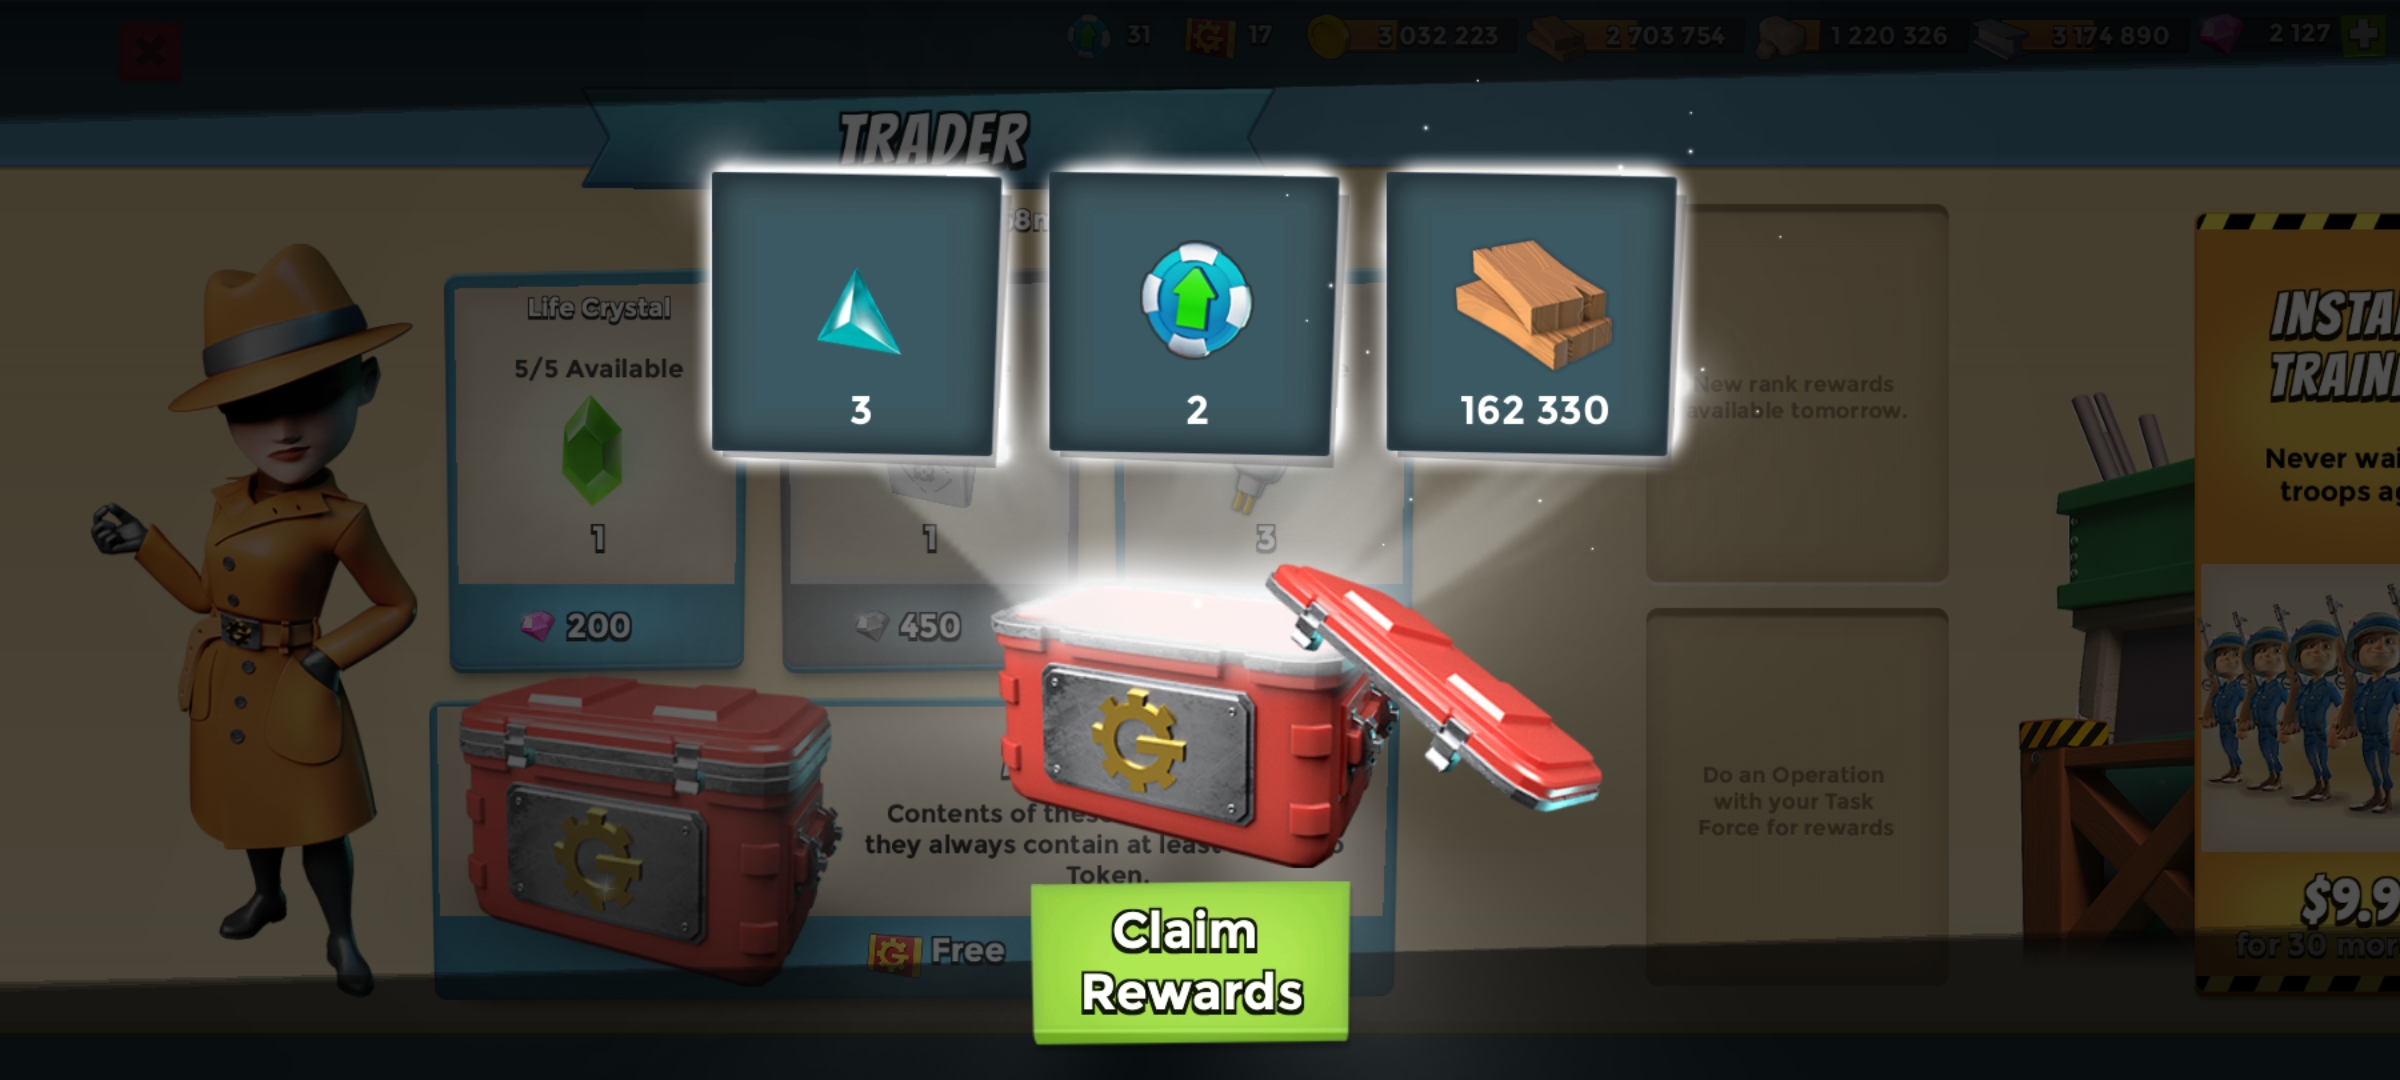 31
17
3 032 223
2 703 754
1 220 326
3 174 890
2 127
TRADER
Life Crystal
5/5 Available
1
200
1
450
3
3
2
162 330
New rank rewards
available tomorrow.
Do an Operation
with your Task
Force for rewards
Never
troops
$9.9
for 30
Contents of
they always contain at least
Token.
Free
Claim
Rewards